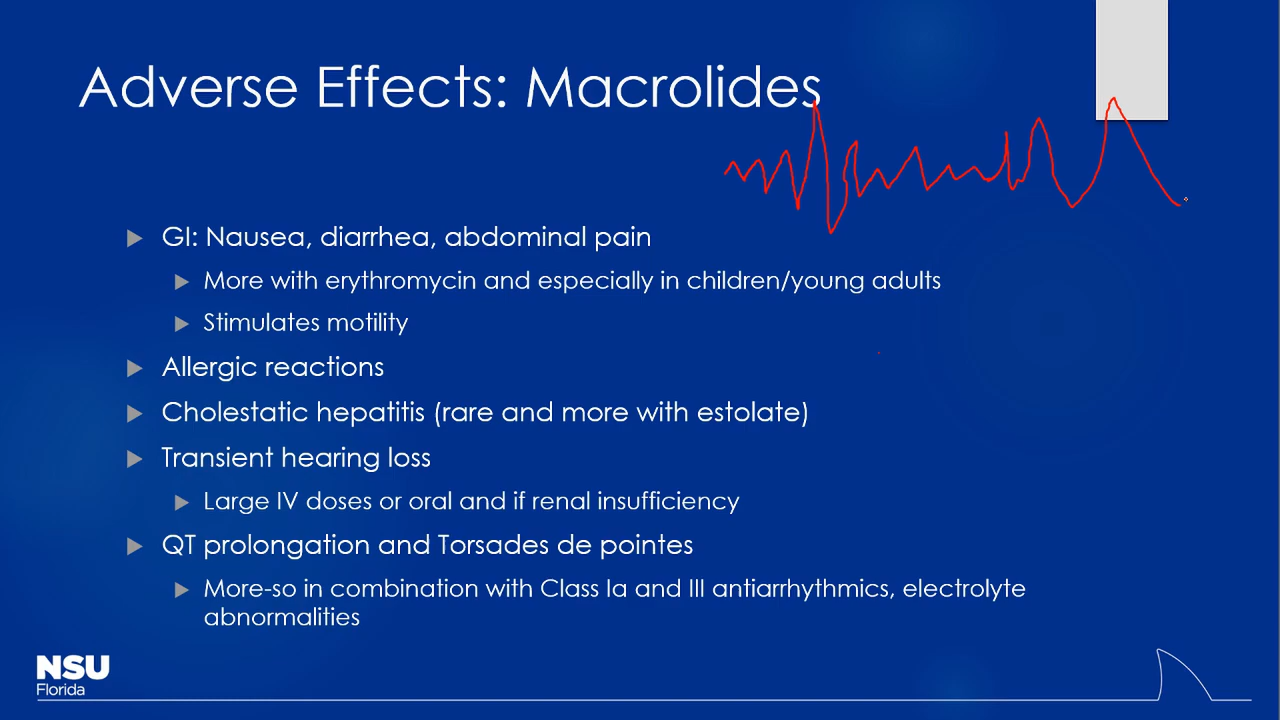 Adverse Effects: Macrolides
GI: Nausea, diarrhea, abdominal pain
More with erythromycin and especially in children/young adults
Stimulates motility
Allergic reactions
Cholestatic hepatitis (rare and more with estolate)
Transient hearing loss
Large IV doses or oral and if renal insufficiency
QT prolongation and Torsades de pointes
More-so in combination with Class Ia and III antiarrhythmics, electrolyte
abnormalities
NSU
Florida